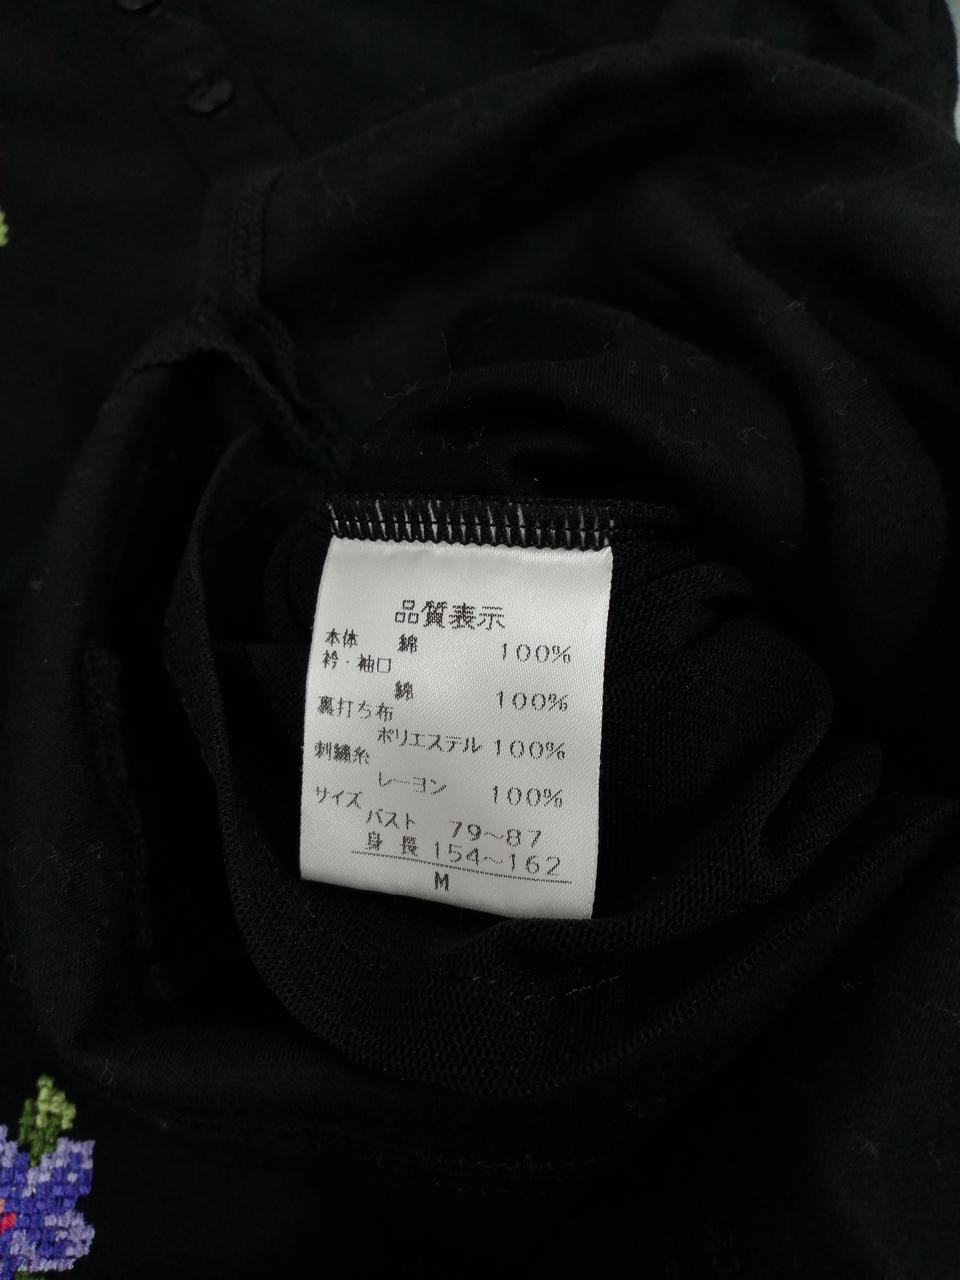 品質表示
本体 綿 100%
衿・袖口
綿 100%
裏打ち布
ポリエステル 100%
刺繍糸
レーヨン 100%
サイズ
バスト 79～87
身長 154～162
M